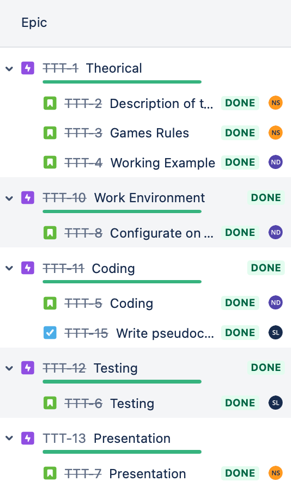 Epic
TTT-1 Theorical
TTT-2 Description of t... DONE NS
TTT-3 Games Rules DONE NS
TTT-4 Working Example DONE ND
TTT-10 Work Environment DONE
TTT-8 Configurate on ... DONE ND
TTT-11 Coding DONE
TTT-5 Coding DONE ND
TTT-15 Write pseudoc... DONE SL
TTT-12 Testing DONE
TTT-6 Testing DONE SL
TTT-13 Presentation
TTT-7 Presentation DONE NS